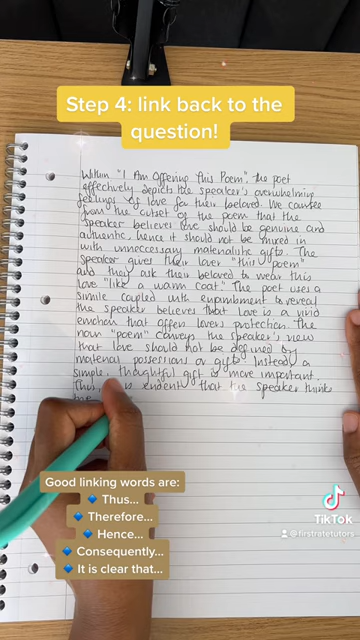 Step 4: link back to the
question!
Within "I Am Offering This Poem", the poet
effectively depicts the speaker's overwhelming
feelings of love for their beloved. We can see
from the outset of the poem that the
speaker believes love should be genuine and
authentic, hence it should not be mixed in
with unneccessary materialistic gifts. The
speaker gives their lover "this poem"
and they ask their beloved to wear this
love "like a warm coat." The poet uses a
simile coupled with enjambment to reveal
the speaker believes that love is a vivid
emotion that offers lovers protection. The
noun "poem" conveys the speaker's view
that love should not be defined by
material possessions or gifts. Instead, a
simple, thoughtful gift is more important.
Thus, is evident that the speaker thinks
Good linking words are:
Thus...
Therefore...
Hence...
Consequently...
It is clear that...
TikTok
@firstratetutors